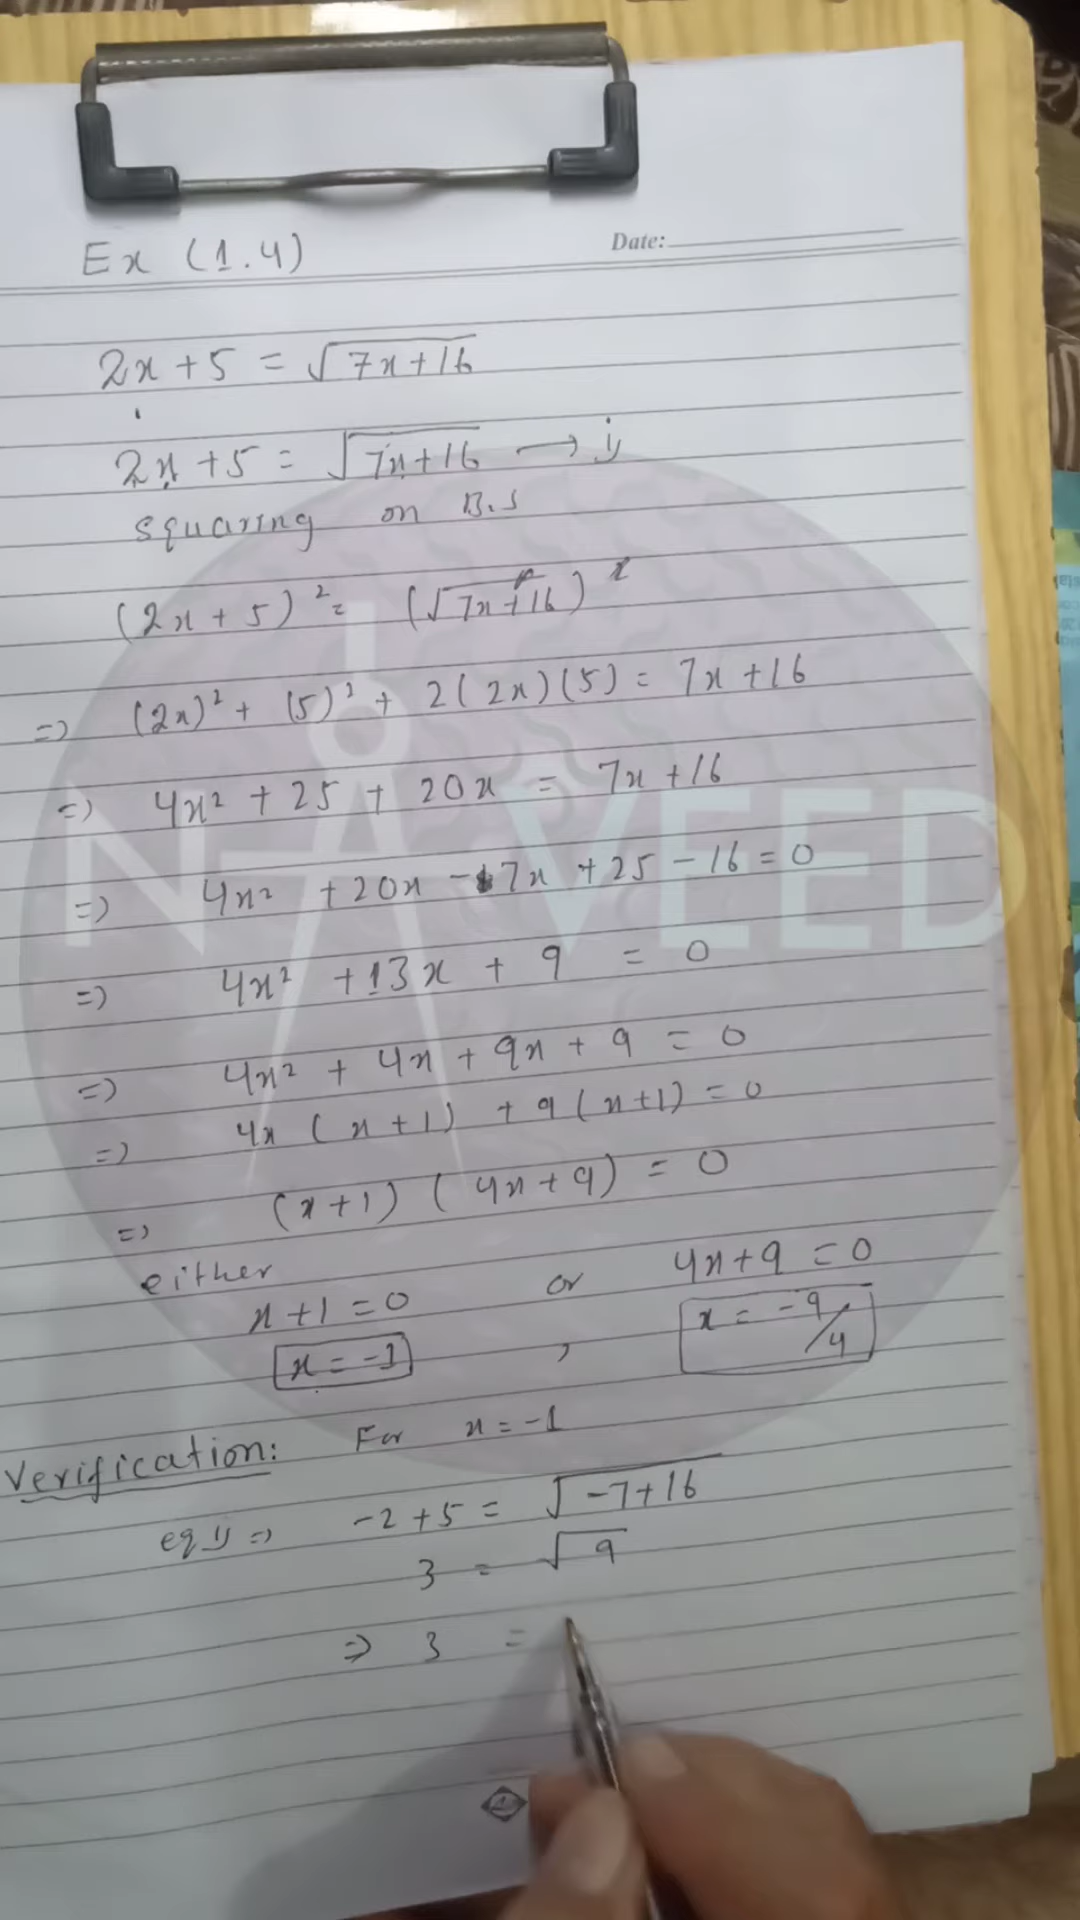 Ex (1.4)
Date:
2x + 5 = √7x+16
2x + 5 = √7x+16 → i)
squaring on B.S
(2x + 5)² = (√7x+16)²
=> (2x)² + (5)² + 2(2x)(5) = 7x+16
=> 4x² + 25 + 20x = 7x+16
=> 4x² + 20x - 7x + 25 - 16 = 0
=> 4x² + 13x + 9 = 0
=> 4x² + 4x + 9x + 9 = 0
=> 4x (x+1) + 9(x+1) = 0
=> (x+1) (4x+9) = 0
either x+1 = 0 or 4x+9 = 0
x = -1 , x = -9/4
Verification: For x = -1
eq i) => -2+5 = √-7+16
3 = √9
=> 3 =
NAVEED